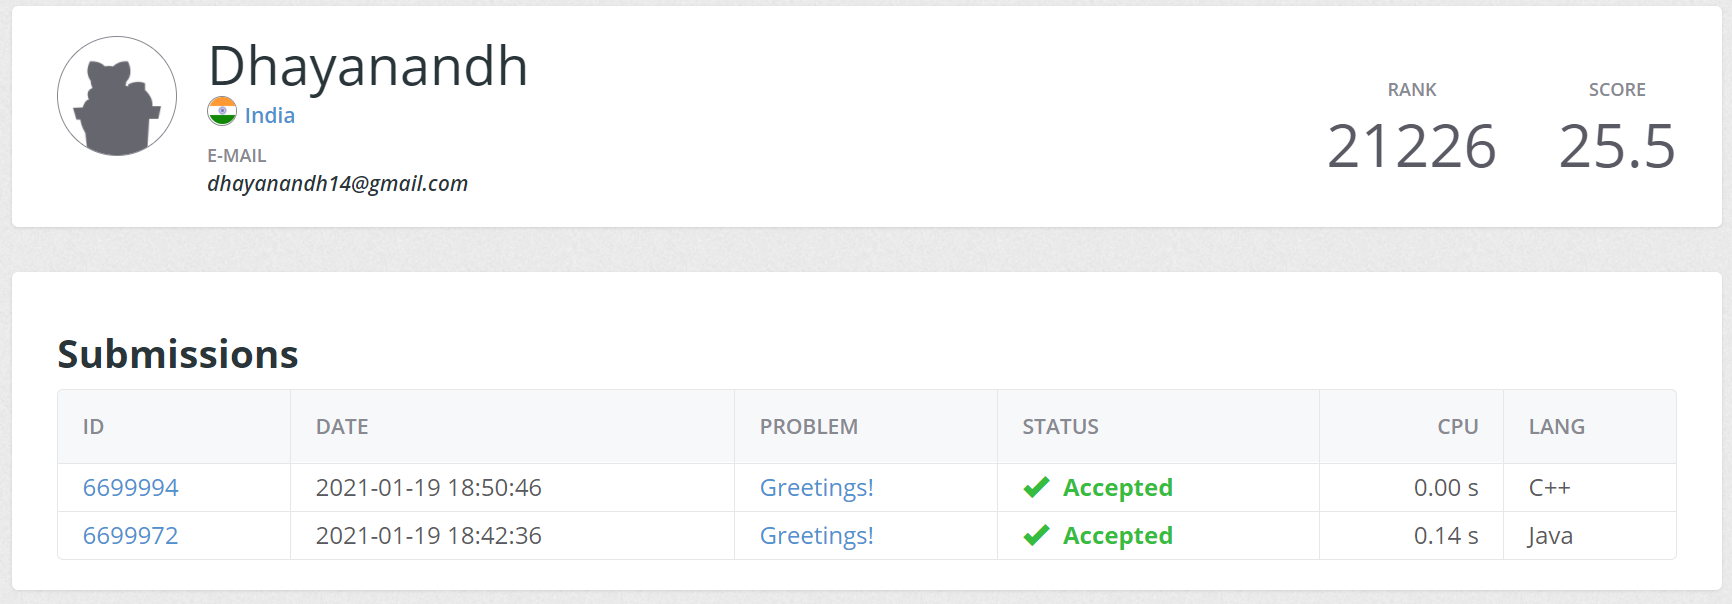 Dhayanandh
India
E-MAIL
dhayanandh14@gmail.com
RANK SCORE
21226 25.5
Submissions
ID DATE PROBLEM STATUS CPU LANG
6699994 2021-01-19 18:50:46 Greetings! Accepted 0.00 s C++
6699972 2021-01-19 18:42:36 Greetings! Accepted 0.14 s Java